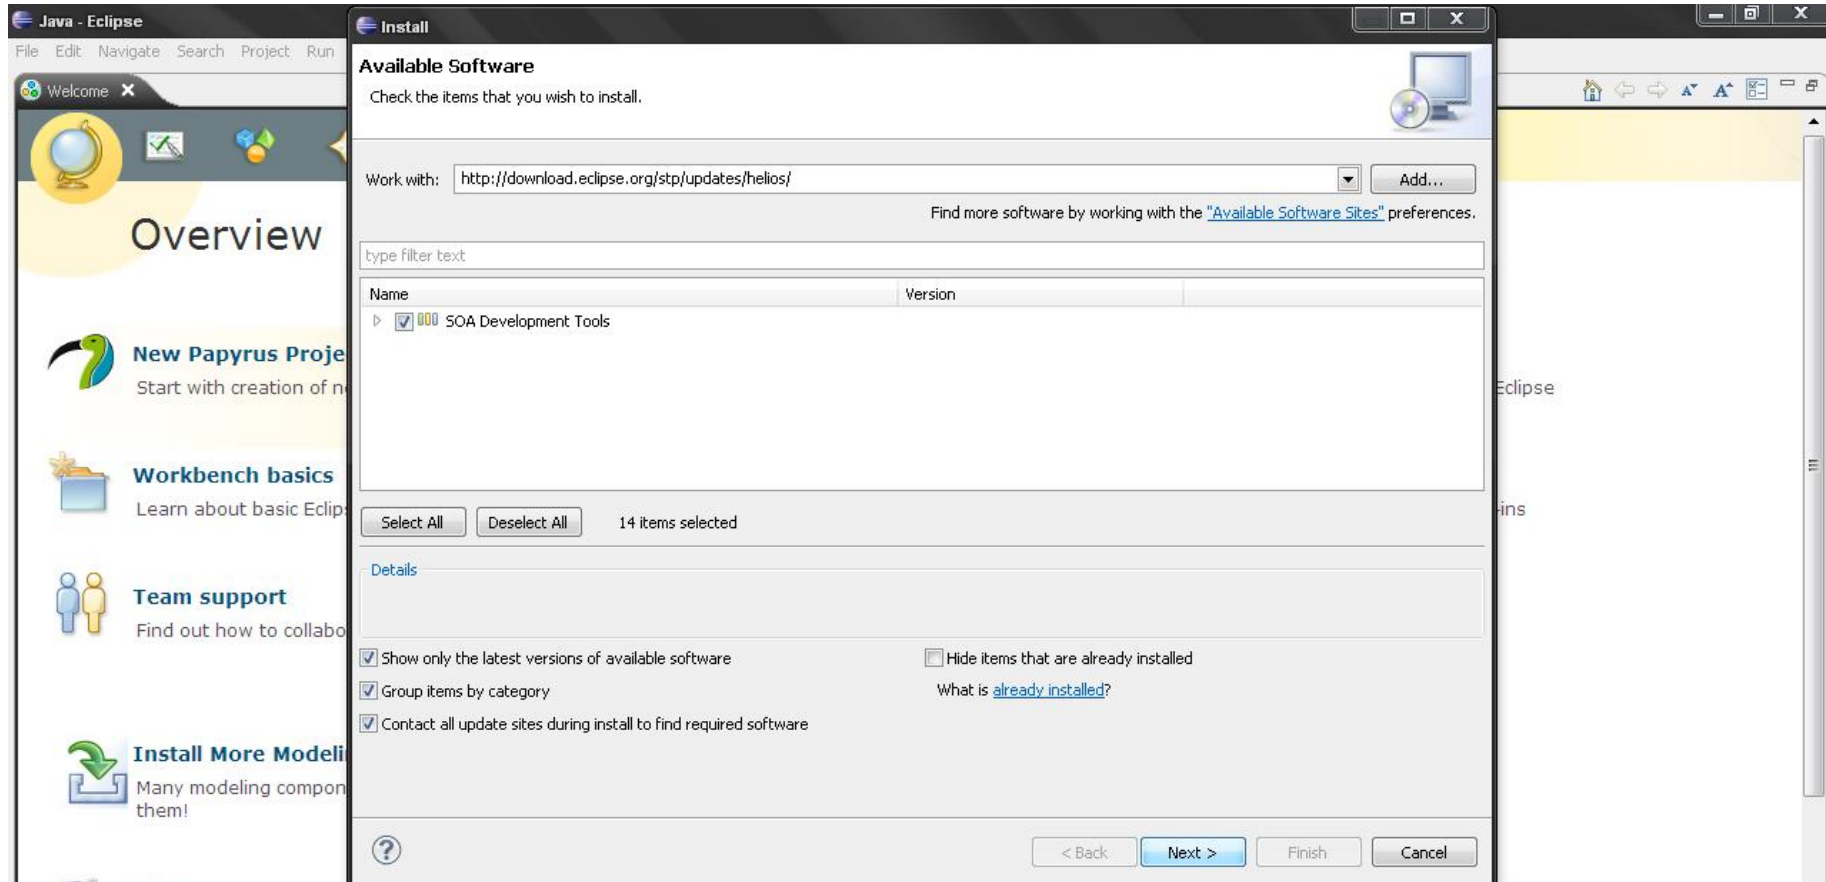 Java - Eclipse
File Edit Navigate Search Project Run
Welcome
Overview
New Papyrus Proje
Start with creation of n
Workbench basics
Learn about basic Eclip
Team support
Find out how to collabo
Install More Modeli
Many modeling compon
them!
Install
Available Software
Check the items that you wish to install.
Work with: http://download.eclipse.org/stp/updates/helios/ Add...
Find more software by working with the "Available Software Sites" preferences.
type filter text
Name Version
SOA Development Tools
Select All Deselect All 14 items selected
Details
Show only the latest versions of available software
Hide items that are already installed
Group items by category
What is already installed?
Contact all update sites during install to find required software
< Back Next > Finish Cancel
Eclipse
-ins